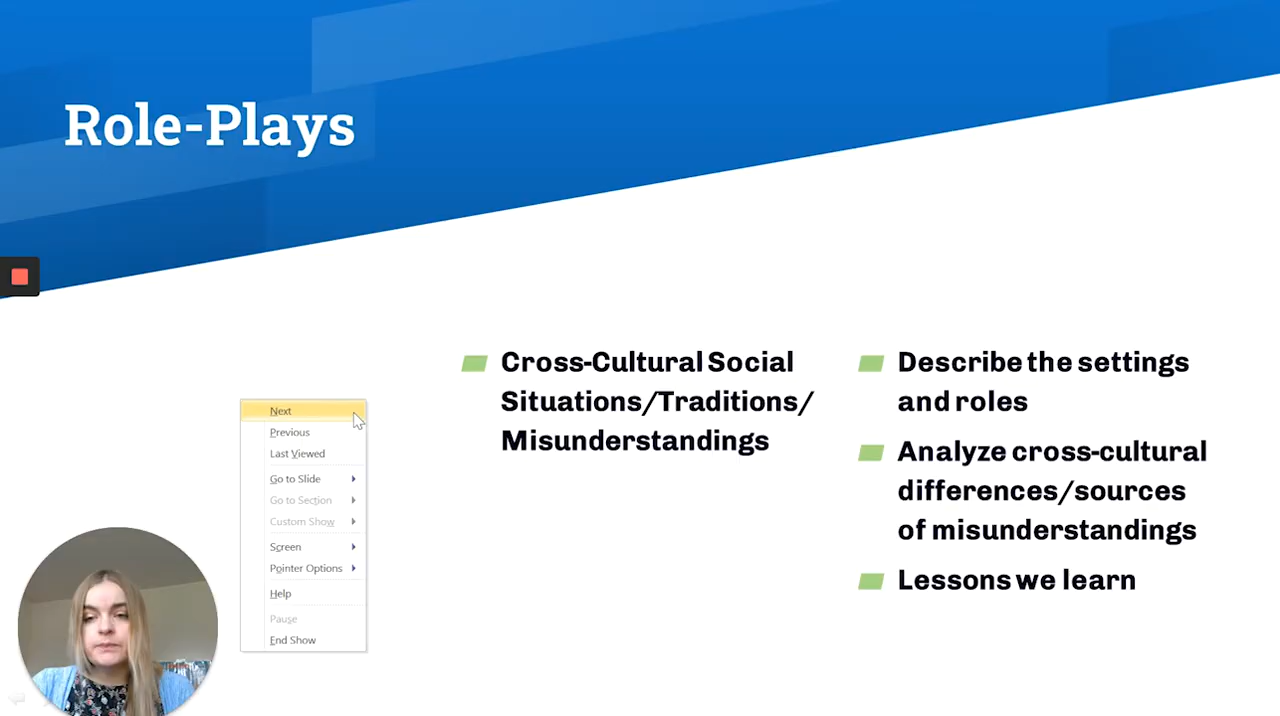 Role-Plays
Cross-Cultural Social
Situations/Traditions/
Misunderstandings
Describe the settings
and roles
Analyze cross-cultural
differences/sources
of misunderstandings
Lessons we learn
Next
Previous
Last Viewed
Go to Slide
Go to Section
Custom Show
Screen
Pointer Options
Help
Pause
End Show